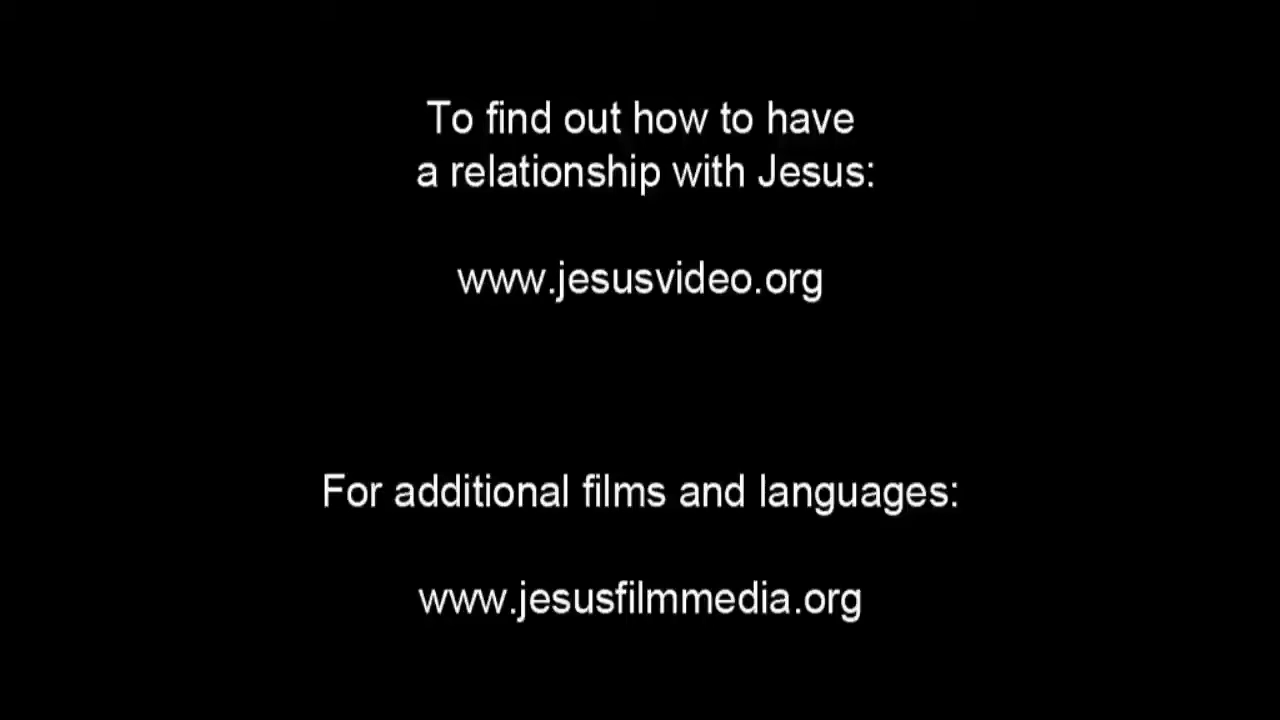 To find out how to have
a relationship with Jesus:
www.jesusvideo.org
For additional films and languages:
www.jesusfilmmedia.org